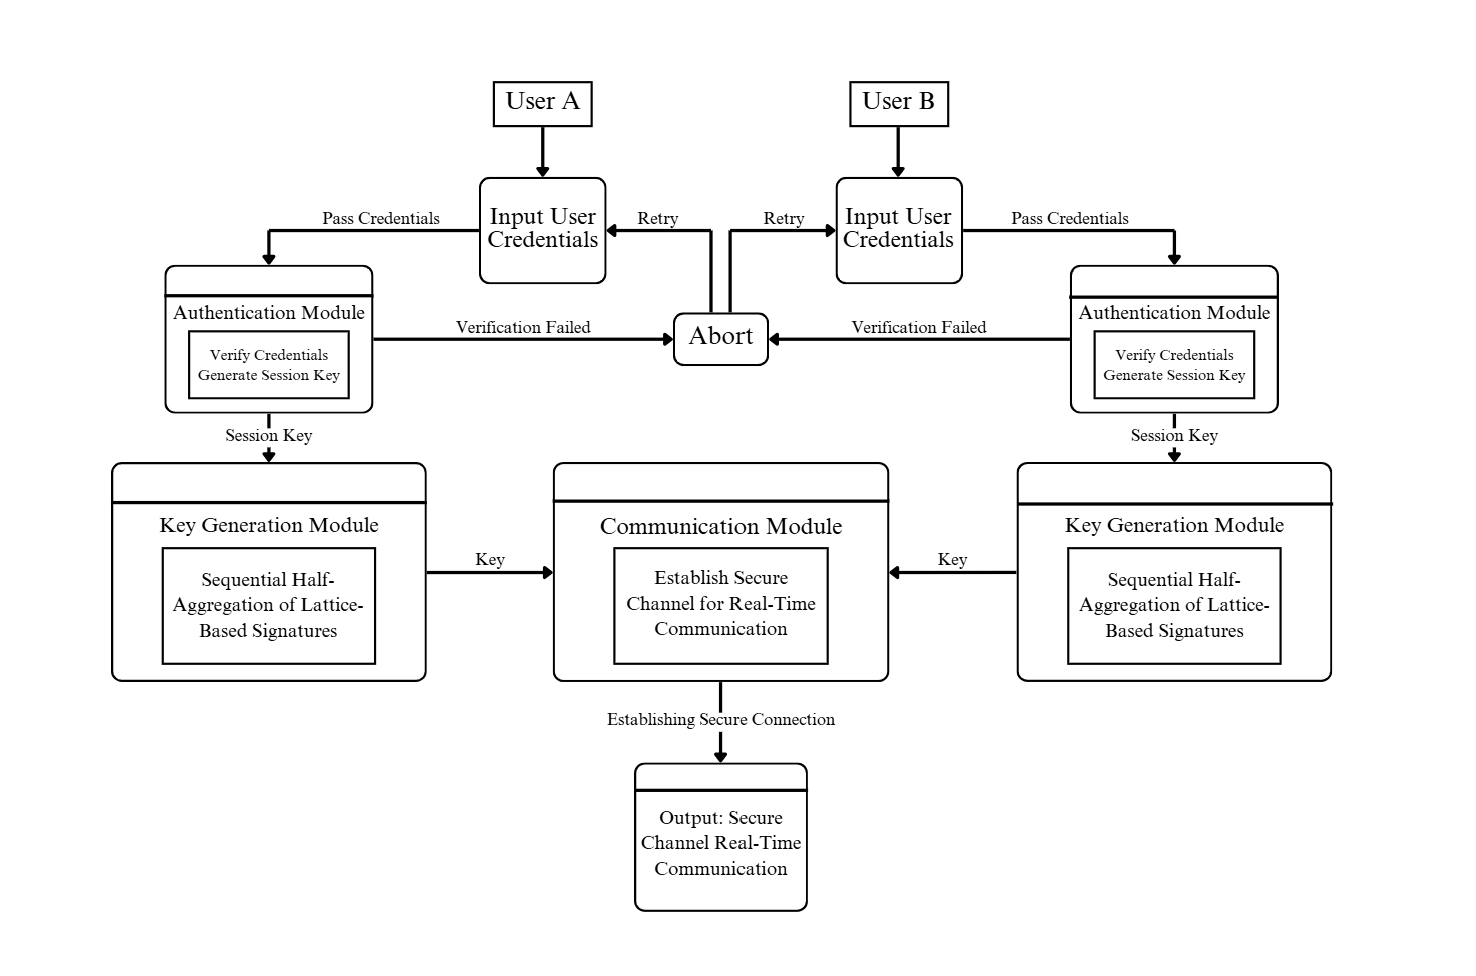 User A
User B
Input User
Credentials
Input User
Credentials
Pass Credentials
Retry
Retry
Pass Credentials
Authentication Module
Verify Credentials
Generate Session Key
Verification Failed
Abort
Verification Failed
Authentication Module
Verify Credentials
Generate Session Key
Session Key
Session Key
Key Generation Module
Sequential Half-
Aggregation of Lattice-
Based Signatures
Key
Communication Module
Establish Secure
Channel for Real-Time
Communication
Key
Key Generation Module
Sequential Half-
Aggregation of Lattice-
Based Signatures
Establishing Secure Connection
Output: Secure
Channel Real-Time
Communication